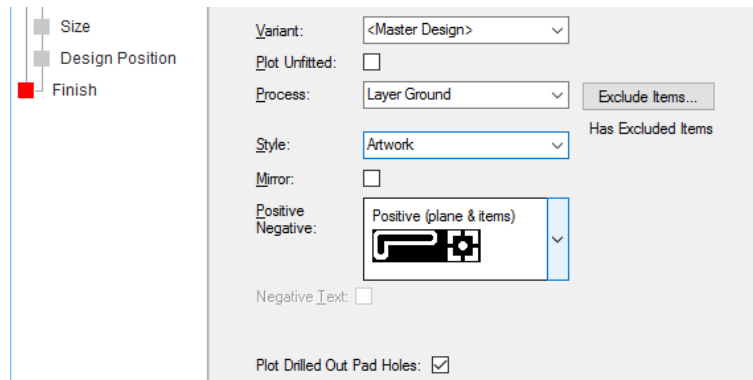 Size
Design Position
Finish
Variant: <Master Design>
Plot Unfitted:
Process: Layer Ground Exclude Items...
Has Excluded Items
Style: Artwork
Mirror:
Positive Negative: Positive (plane & items)
Negative Text:
Plot Drilled Out Pad Holes: